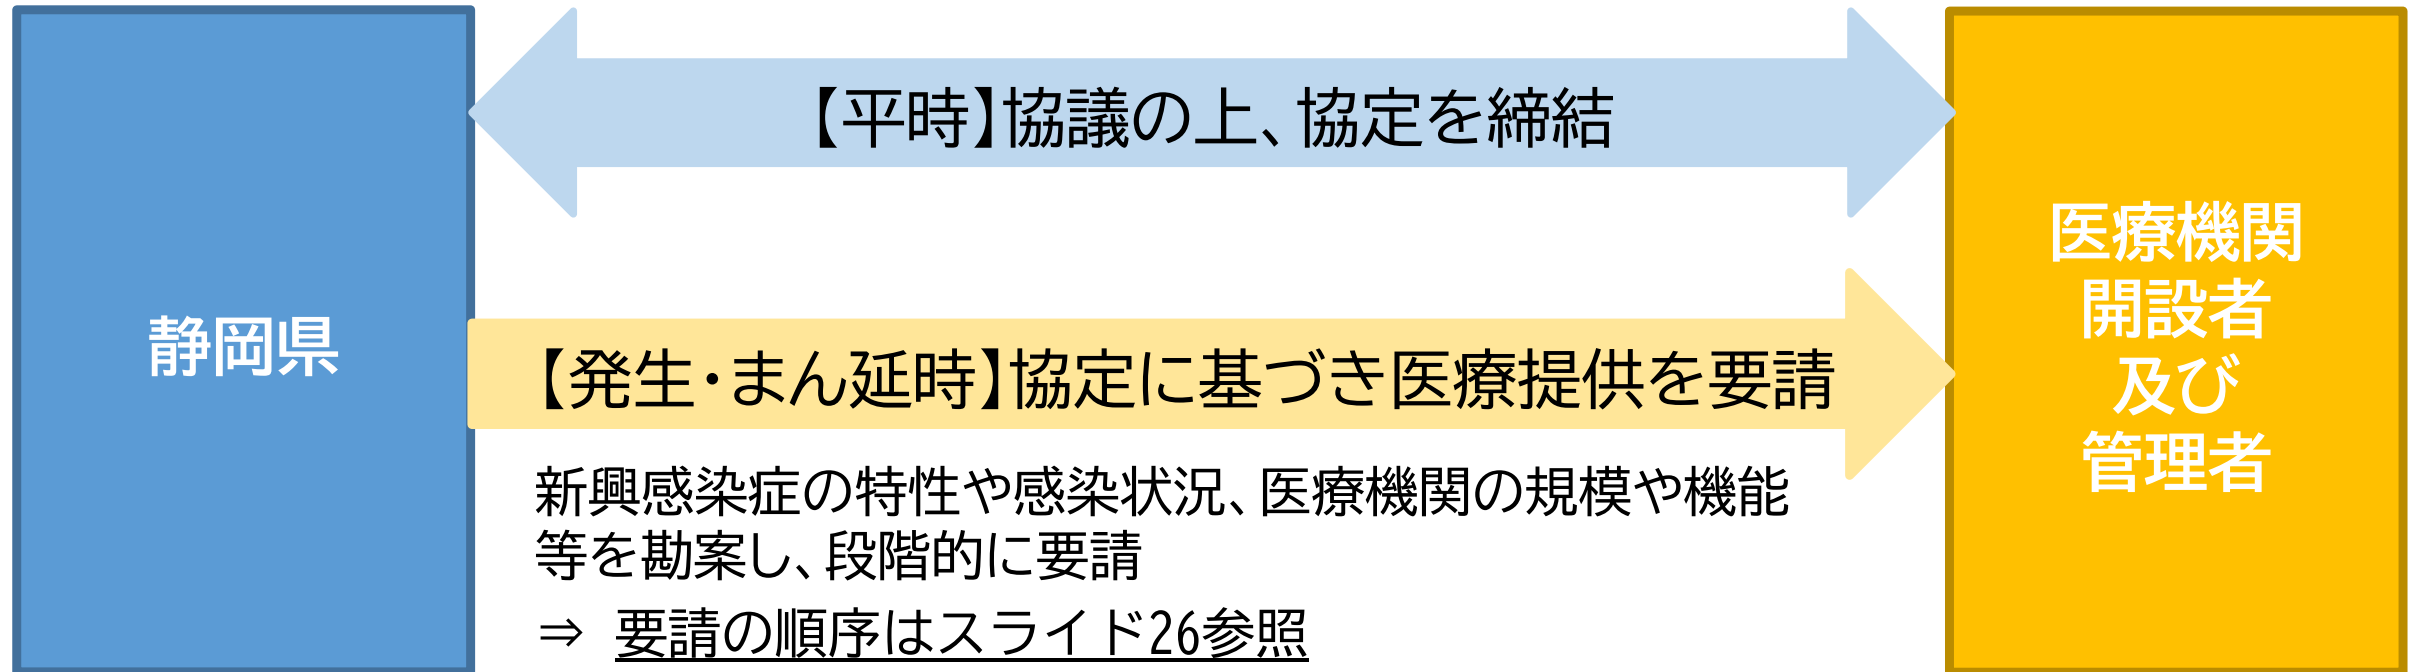 静岡県
【平時】協議の上、協定を締結
【発生・まん延時】協定に基づき医療提供を要請
新興感染症の特性や感染状況、医療機関の規模や機能
等を勘案し、段階的に要請
⇒ 要請の順序はスライド26参照
医療機関
開設者
及び
管理者